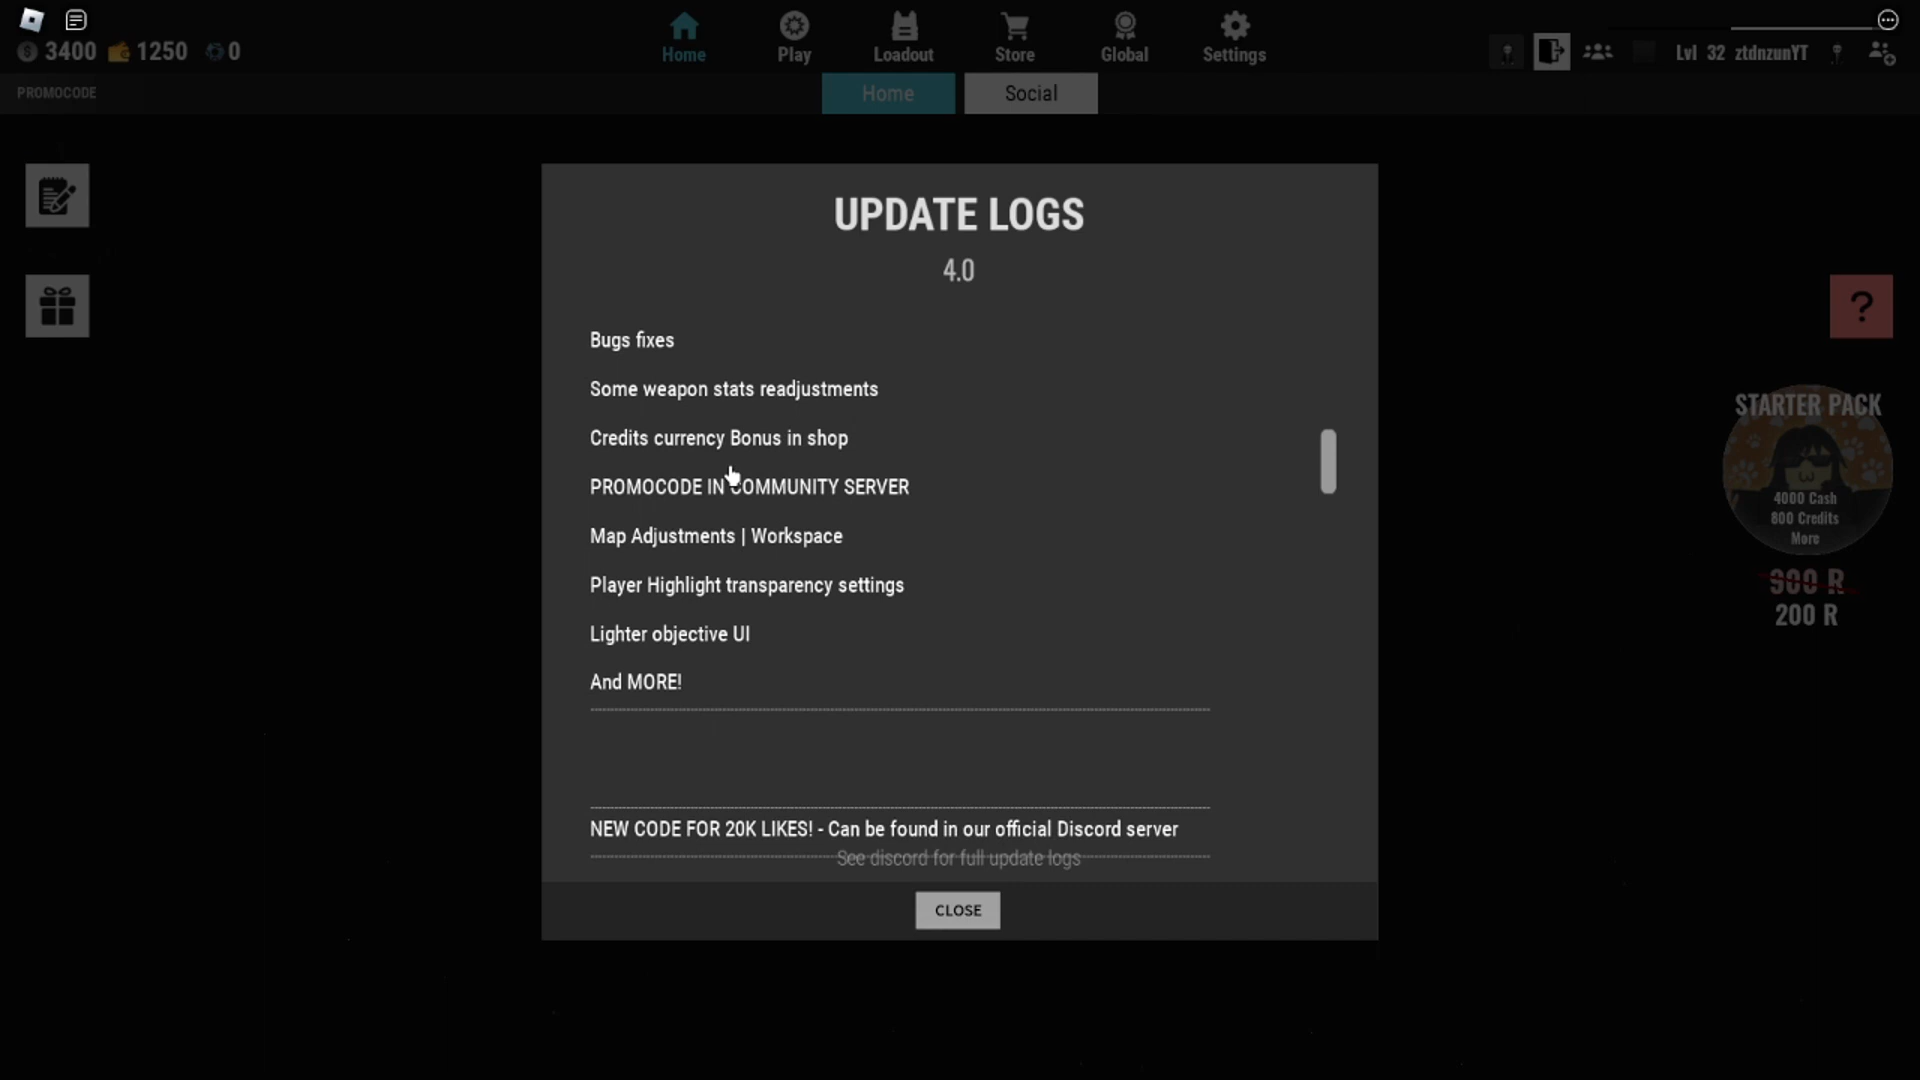 3400 1250 0
Home Play Loadout Store Global Settings
Lvl 32 ztdnzunYT
PROMOCODE
Home Social
UPDATE LOGS
4.0
Bugs fixes
Some weapon stats readjustments
Credits currency Bonus in shop
PROMOCODE IN COMMUNITY SERVER
Map Adjustments | Workspace
Player Highlight transparency settings
Lighter objective UI
And MORE!
NEW CODE FOR 20K LIKES! - Can be found in our official Discord server
See discord for full update logs
CLOSE
?
STARTER PACK
4000 Cash
800 Credits
More
900 R
200 R